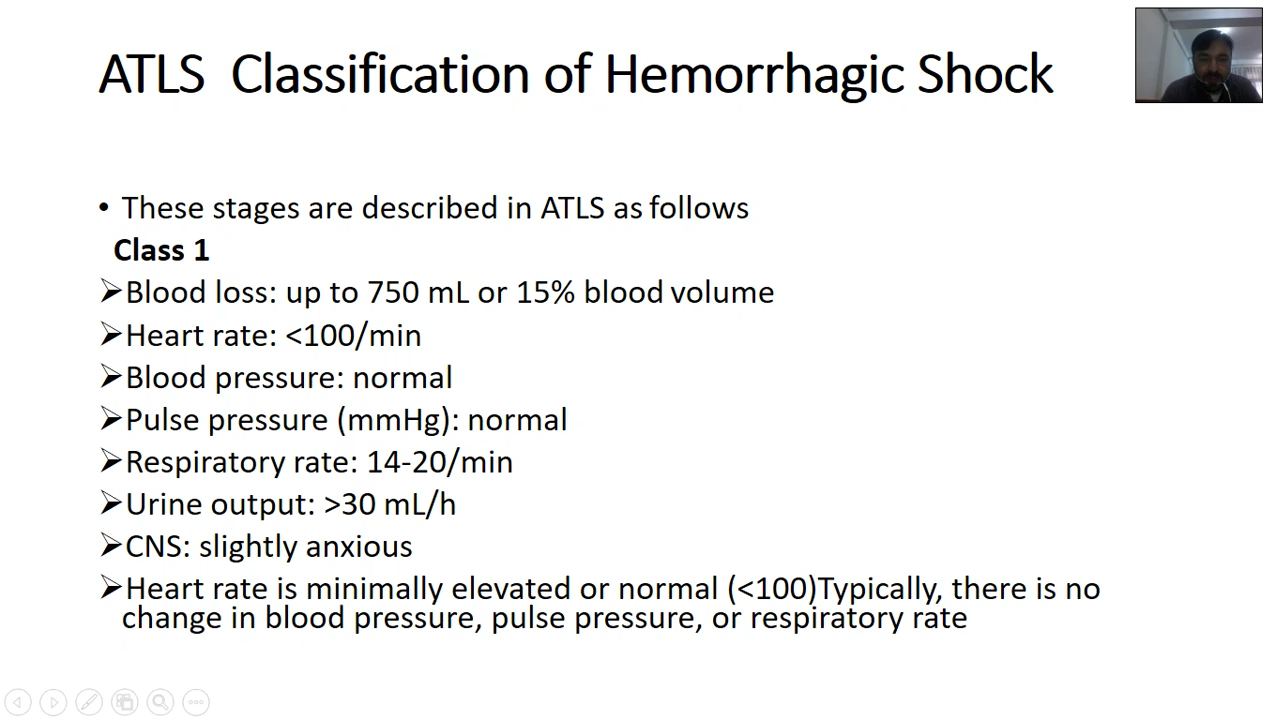 ATLS  Classification of Hemorrhagic Shock
• These stages are described in ATLS as follows
Class 1
➢Blood loss: up to 750 mL or 15% blood volume
➢Heart rate: <100/min
➢Blood pressure: normal
➢Pulse pressure (mmHg): normal
➢Respiratory rate: 14-20/min
➢Urine output: >30 mL/h
➢CNS: slightly anxious
➢Heart rate is minimally elevated or normal (<100)Typically, there is no
change in blood pressure, pulse pressure, or respiratory rate